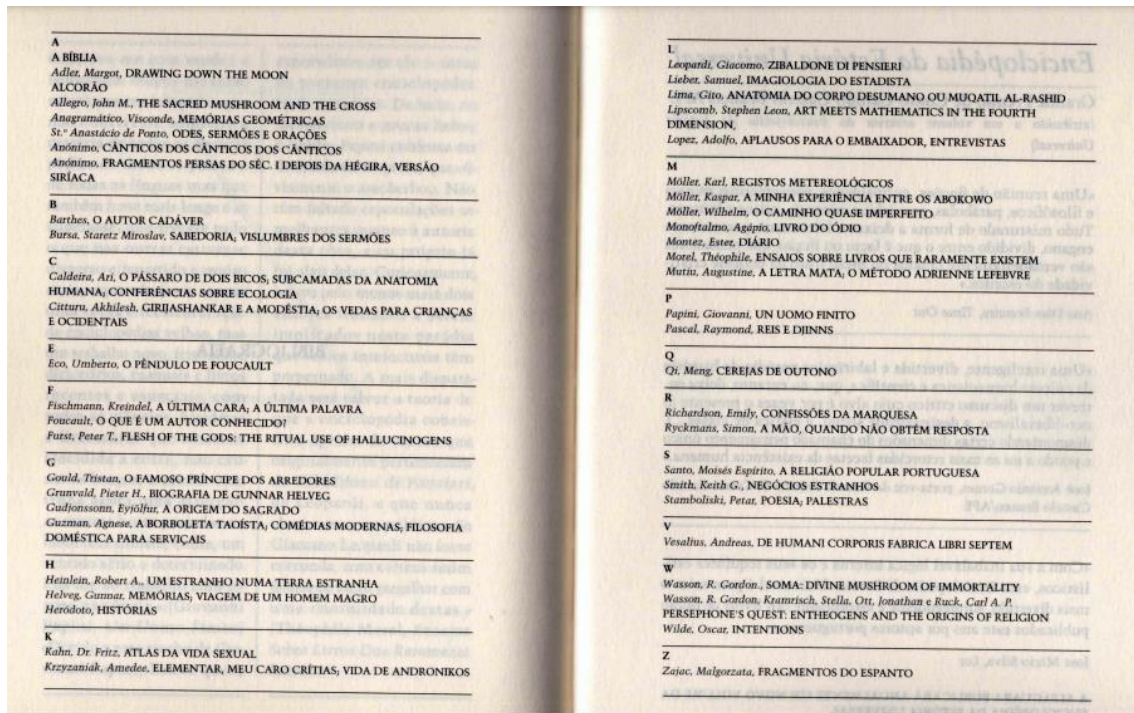 A
A BÍBLIA
Adler, Margot, DRAWING DOWN THE MOON
ALCORÃO
Allegro, John M., THE SACRED MUSHROOM AND THE CROSS
Anagramático, Visconde, MEMÓRIAS GEOMÉTRICAS
St.º Anastácio de Ponto, ODES, SERMÕES E ORAÇÕES
Anónimo, CÂNTICOS DOS CÂNTICOS DOS CÂNTICOS
Anónimo, FRAGMENTOS PERSAS DO SÉC. I DEPOIS DA HÉGIRA, VERSÃO
SIRÍACA
B
Barthes, O AUTOR CADÁVER
Bursa, Staretz Miroslav, SABEDORIA; VISLUMBRES DOS SERMÕES
C
Caldeira, Ari, O PÁSSARO DE DOIS BICOS; SUBCAMADAS DA ANATOMIA
HUMANA; CONFERÊNCIAS SOBRE ECOLOGIA
Citturu, Akhilesh, GIRIJASHANKAR E A MODÉSTIA; OS VEDAS PARA CRIANÇAS
E OCIDENTAIS
E
Eco, Umberto, O PÊNDULO DE FOUCAULT
F
Fischmann, Kreindel, A ÚLTIMA CARA; A ÚLTIMA PALAVRA
Foucault, O QUE É UM AUTOR CONHECIDO?
Furst, Peter T., FLESH OF THE GODS: THE RITUAL USE OF HALLUCINOGENS
G
Gould, Tristan, O FAMOSO PRÍNCIPE DOS ARREDORES
Grunvald, Pieter H., BIOGRAFIA DE GUNNAR HELVEG
Gudjonssonn, Eyjólfur, A ORIGEM DO SAGRADO
Guzman, Agnese, A BORBOLETA TAOÍSTA; COMÉDIAS MODERNAS; FILOSOFIA
DOMÉSTICA PARA SERVIÇAIS
H
Heinlein, Robert A., UM ESTRANHO NUMA TERRA ESTRANHA
Helveg, Gunnar, MEMÓRIAS; VIAGEM DE UM HOMEM MAGRO
Heródoto, HISTÓRIAS
K
Kahn, Dr. Fritz, ATLAS DA VIDA SEXUAL
Krzyzaniak, Amedee, ELEMENTAR, MEU CARO CRÍTIAS; VIDA DE ANDRONIKOS
L
Leopardi, Giacomo, ZIBALDONE DI PENSIERI
Lieber, Samuel, IMAGIOLOGIA DO ESTADISTA
Lima, Gito, ANATOMIA DO CORPO DESUMANO OU MUQATIL AL-RASHID
Lipscomb, Stephen Leon, ART MEETS MATHEMATICS IN THE FOURTH
DIMENSION,
Lopez, Adolfo, APLAUSOS PARA O EMBAIXADOR, ENTREVISTAS
M
Möller, Karl, REGISTOS METEREOLÓGICOS
Möller, Kaspar, A MINHA EXPERIÊNCIA ENTRE OS ABOKOWO
Möller, Wilhelm, O CAMINHO QUASE IMPERFEITO
Monoftalmo, Agápio, LIVRO DO ÓDIO
Montez, Ester, DIÁRIO
Morel, Théophile, ENSAIOS SOBRE LIVROS QUE RARAMENTE EXISTEM
Mutiu, Augustine, A LETRA MATA; O MÉTODO ADRIENNE LEFEBVRE
P
Papini, Giovanni, UN UOMO FINITO
Pascal, Raymond, REIS E DJINNS
Q
Qi, Meng, CEREJAS DE OUTONO
R
Richardson, Emily, CONFISSÕES DA MARQUESA
Ryckmans, Simon, A MÃO, QUANDO NÃO OBTÉM RESPOSTA
S
Santo, Moisés Espírito, A RELIGIÃO POPULAR PORTUGUESA
Smith, Keith G., NEGÓCIOS ESTRANHOS
Stamboliski, Petar, POESIA; PALESTRAS
V
Vesalius, Andreas, DE HUMANI CORPORIS FABRICA LIBRI SEPTEM
W
Wasson, R. Gordon., SOMA: DIVINE MUSHROOM OF IMMORTALITY
Wasson, R. Gordon, Kramrisch, Stella, Ott, Jonathan e Ruck, Carl A. P.
PERSEPHONE'S QUEST: ENTHEOGENS AND THE ORIGINS OF RELIGION
Wilde, Oscar, INTENTIONS
Z
Zajac, Malgorzata, FRAGMENTOS DO ESPANTO